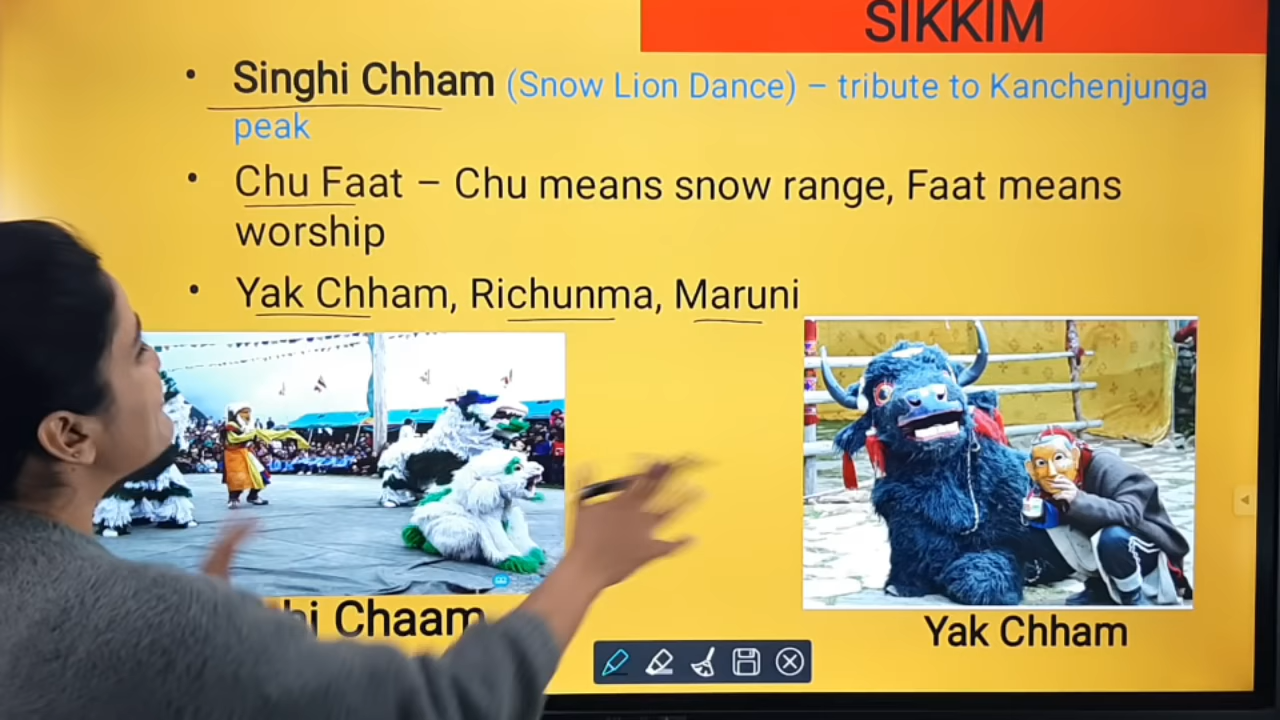 SIKKIM
• Singhi Chham (Snow Lion Dance) – tribute to Kanchenjunga
peak
• Chu Faat – Chu means snow range, Faat means
worship
• Yak Chham, Richunma, Maruni
Chaam
Yak Chham